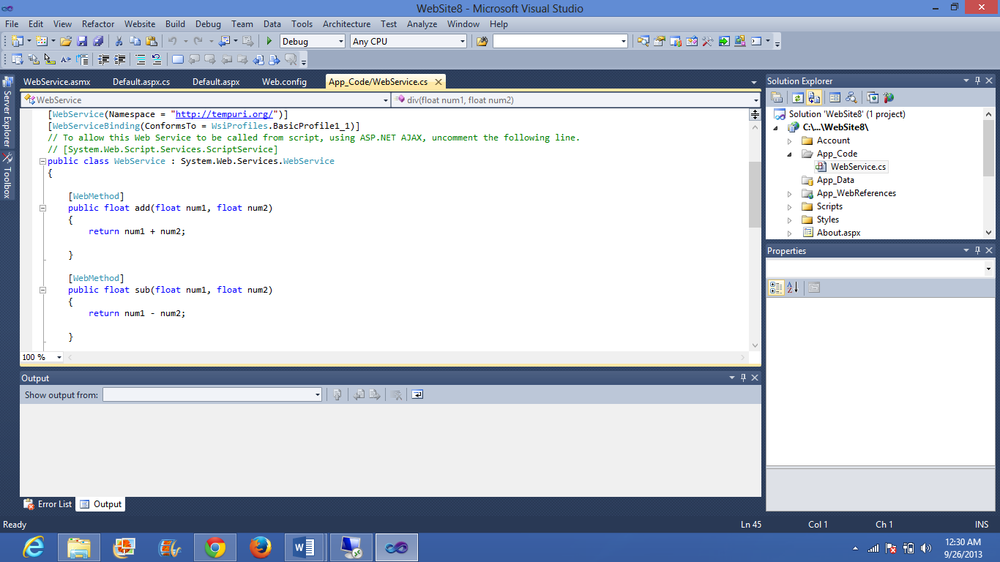 WebSite8 - Microsoft Visual Studio
File Edit View Refactor Website Build Debug Team Data Tools Architecture Test Analyze Window Help
Debug Any CPU
WebService.asmx Default.aspx.cs Default.aspx Web.config App_Code/WebService.cs
WebService div(float num1, float num2)
[WebService(Namespace = "http://tempuri.org/")]
[WebServiceBinding(ConformsTo = WsiProfiles.BasicProfile1_1)]
// To allow this Web Service to be called from script, using ASP.NET AJAX, uncomment the following line.
// [System.Web.Script.Services.ScriptService]
public class WebService : System.Web.Services.WebService
{
[WebMethod]
public float add(float num1, float num2)
{
return num1 + num2;
}
[WebMethod]
public float sub(float num1, float num2)
{
return num1 - num2;
}
100 %
Server Explorer
Toolbox
Solution Explorer
Solution 'WebSite8' (1 project)
C:\...\WebSite8\
Account
App_Code
WebService.cs
App_Data
App_WebReferences
Scripts
Styles
About.aspx
Properties
Output
Show output from:
Error List Output
Ready Ln 45 Col 1 Ch 1 INS
12:30 AM
9/26/2013